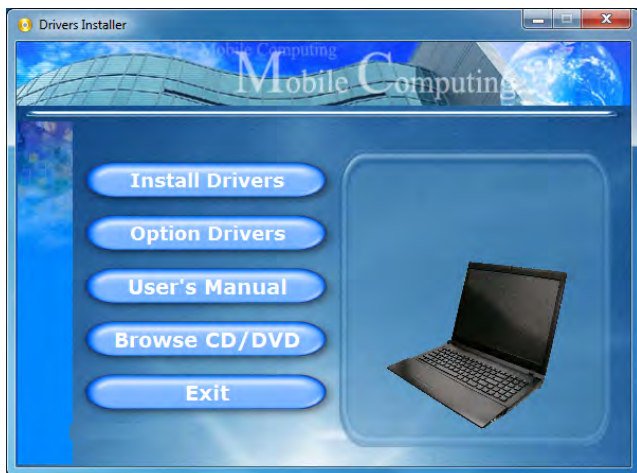 Drivers Installer
Mobile Computing
Mobile Computing
Install Drivers
Option Drivers
User's Manual
Browse CD/DVD
Exit